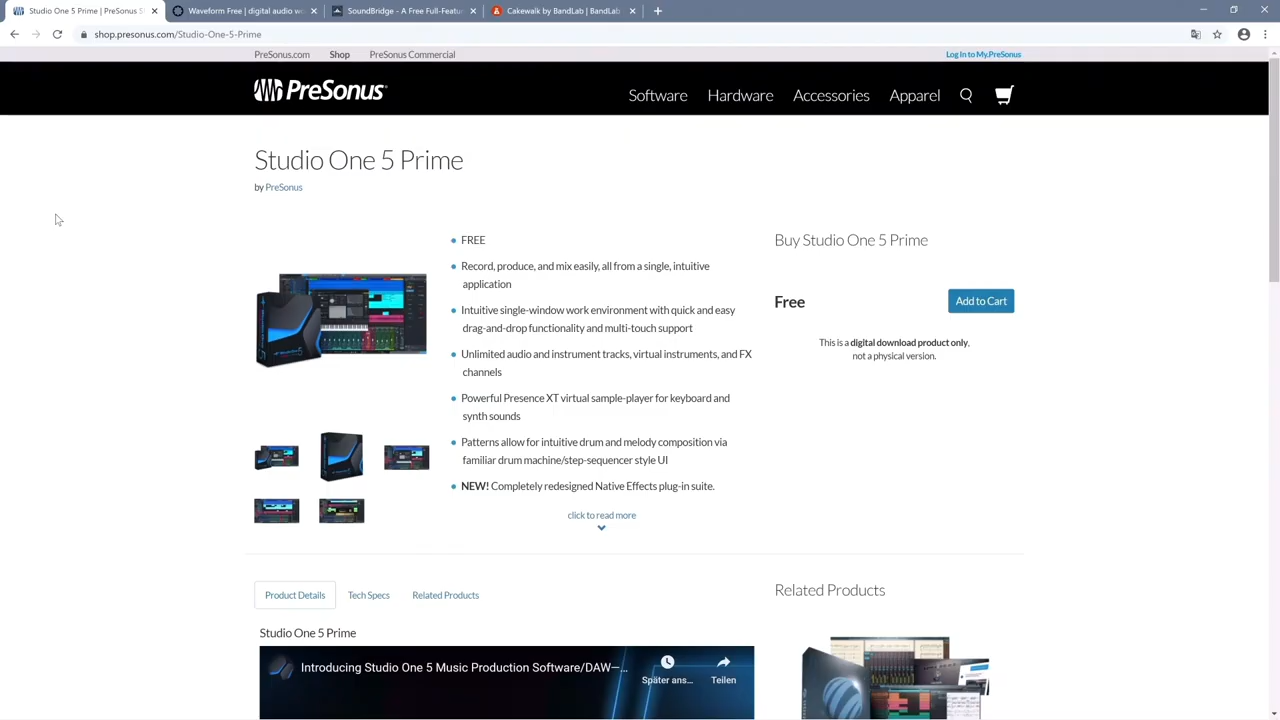 Studio One 5 Prime | PreSonus S
Waveform Free | digital audio wo
SoundBridge - A Free Full-Featur
Cakewalk by BandLab | BandLab
shop.presonus.com/Studio-One-5-Prime
PreSonus.com Shop PreSonus Commercial Log In to My.PreSonus
PreSonus
Software Hardware Accessories Apparel
Studio One 5 Prime
by PreSonus
FREE
Record, produce, and mix easily, all from a single, intuitive
application
Intuitive single-window work environment with quick and easy
drag-and-drop functionality and multi-touch support
Unlimited audio and instrument tracks, virtual instruments, and FX
channels
Powerful Presence XT virtual sample-player for keyboard and
synth sounds
Patterns allow for intuitive drum and melody composition via
familiar drum machine/step-sequencer style UI
NEW! Completely redesigned Native Effects plug-in suite.
click to read more
Buy Studio One 5 Prime
Free Add to Cart
This is a digital download product only,
not a physical version.
Product Details Tech Specs Related Products
Studio One 5 Prime
Introducing Studio One 5 Music Production Software/DAW—...
Später ans... Teilen
Related Products